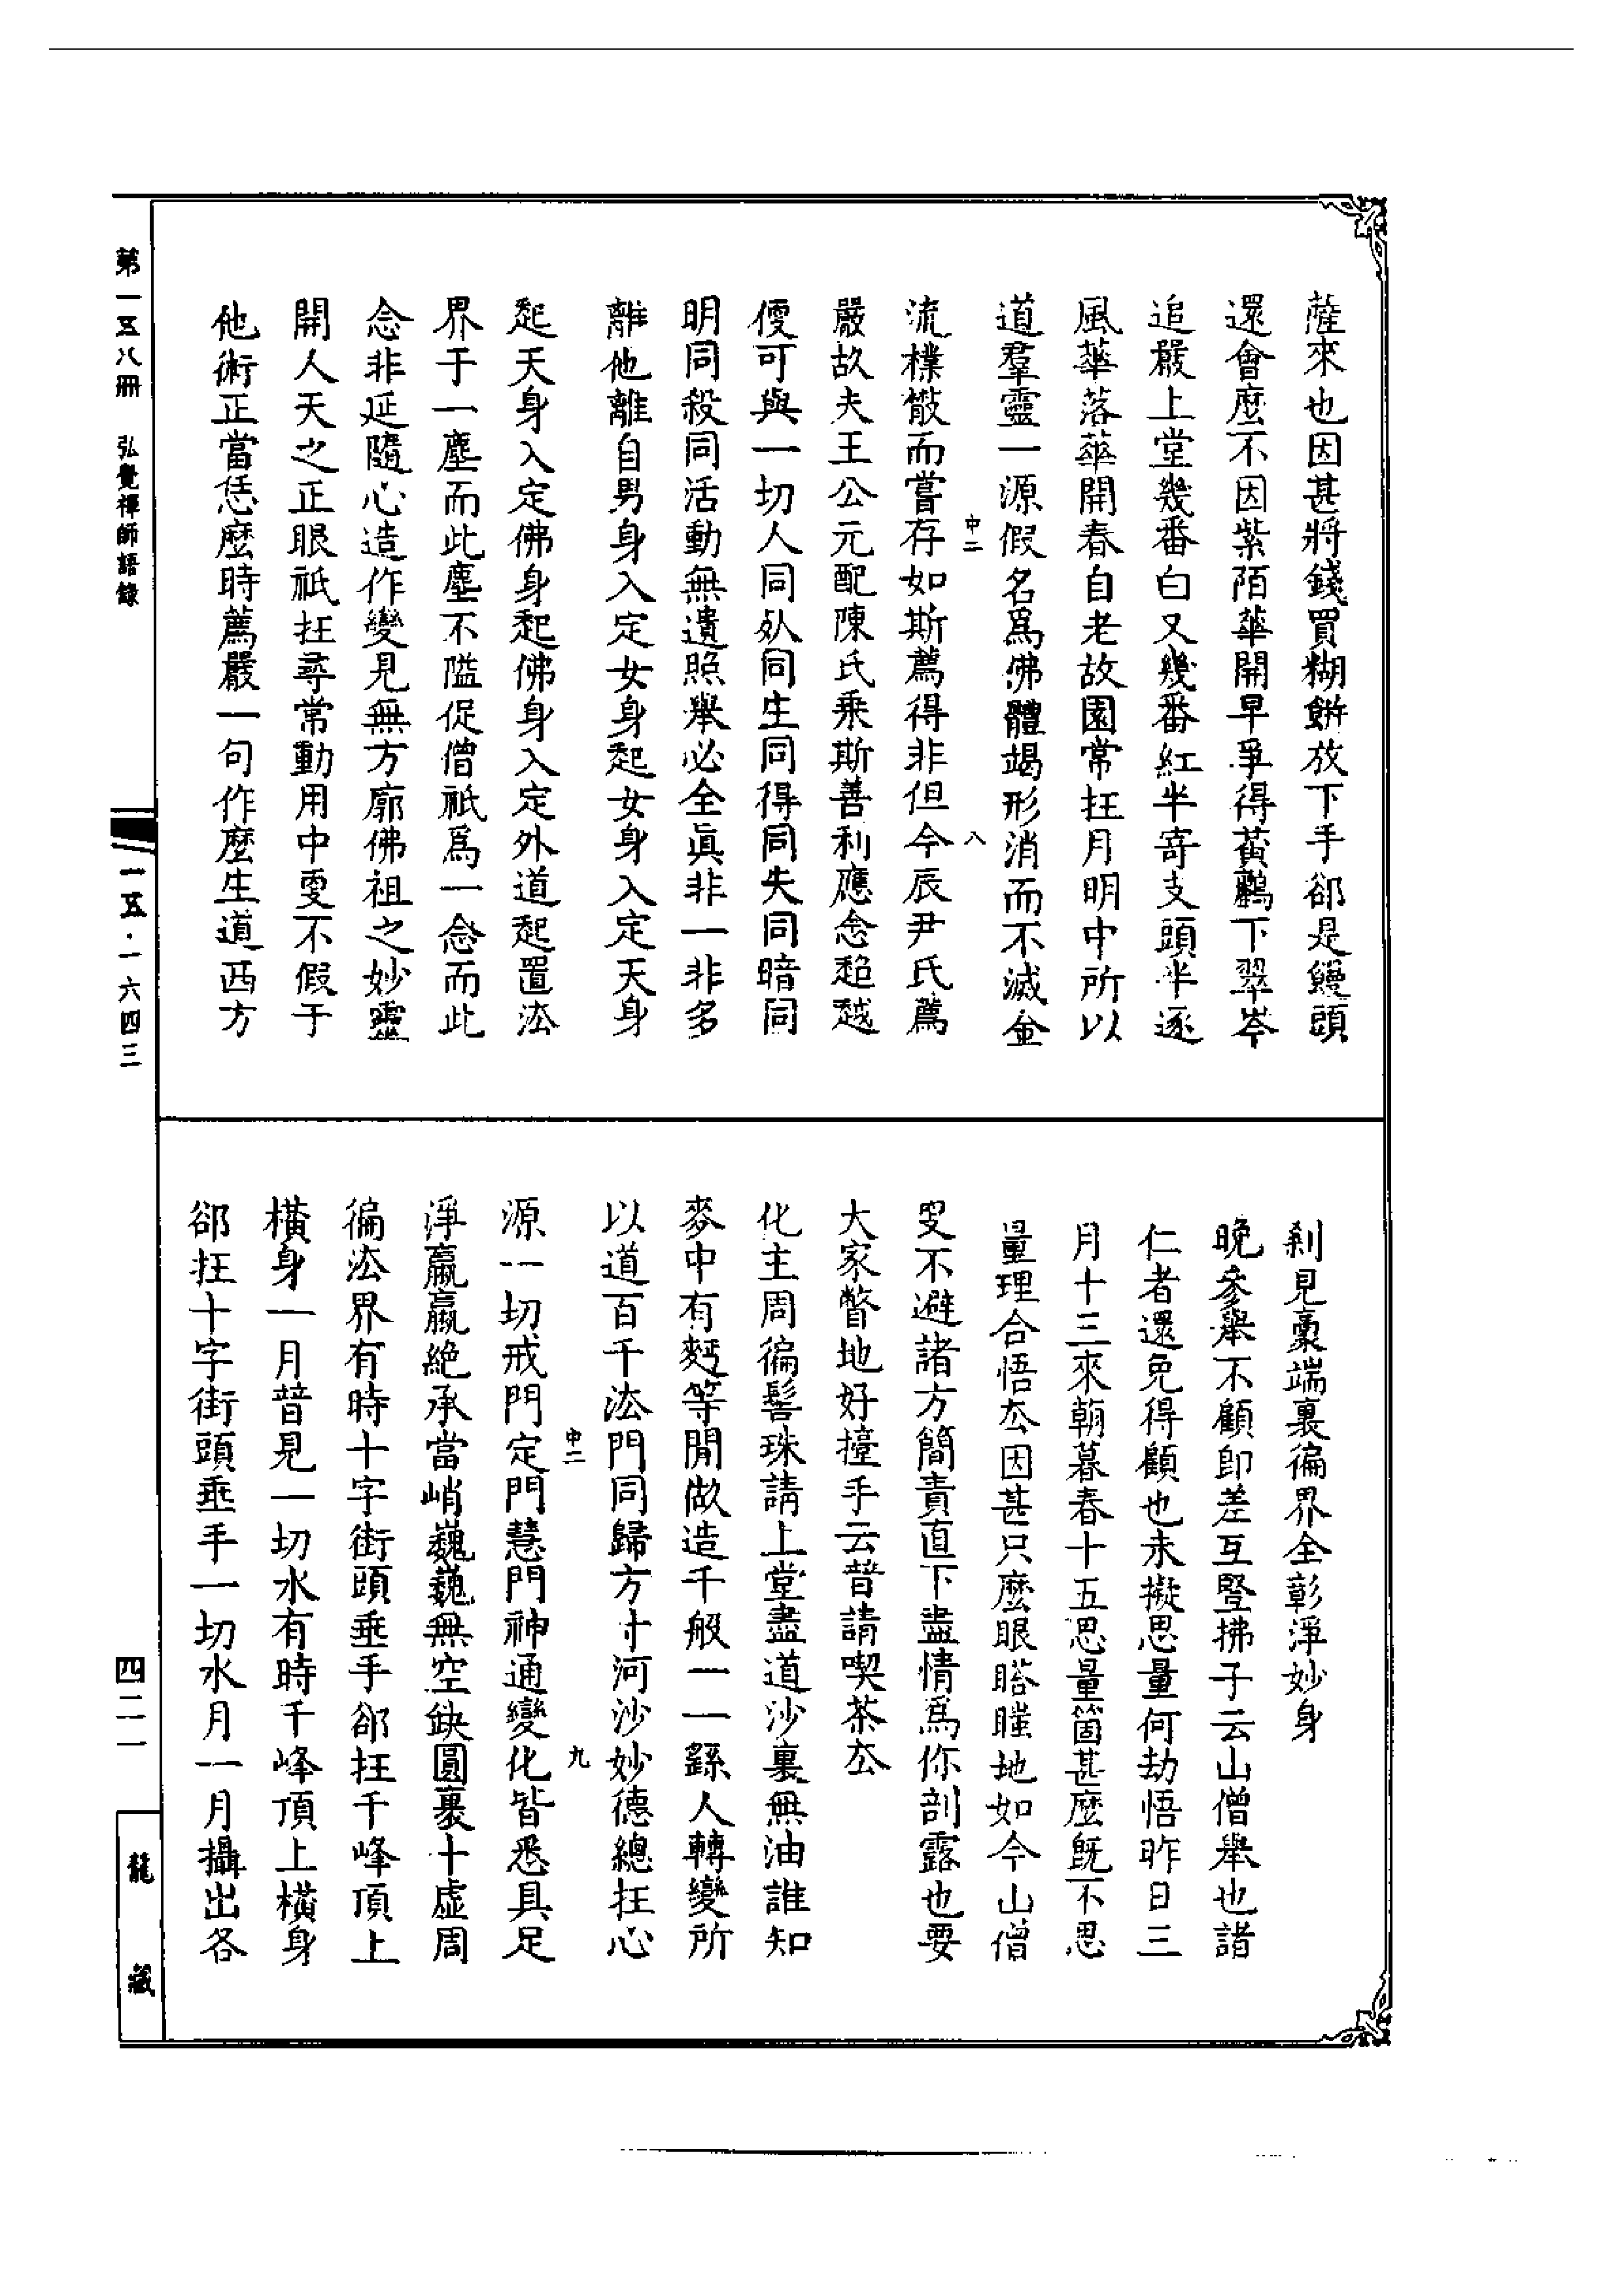 薩來也因甚將錢買糊餅放下手卻是饅頭
還會麼不因紫陌華開早爭得黃鸝下翠岑
追嚴上堂幾番白又幾番紅半寄支頭半逐
風華落華開春自老故園常在月明中所以
道羣靈一源假名為佛體竭形消而不滅金
流樸散而嘗存如斯薦得非但今辰尹氏薦
嚴故夫王公元配陳氏乘斯善利應念超越
便可與一切人同死同生同得同失同暗同
明同殺同活動無遺照舉必全真非一非多
離他離自男身入定女身起女身入定天身
起天身入定佛身起佛身入定外道起置法
界于一塵而此塵不隘促僧祇為一念而此
念非延隨心造作變見無方廓佛祖之妙靈
開人天之正眼祇在尋常動用中更不假于
他術正當恁麼時薦嚴一句作麼生道西方
中二
八
剎見毫端裏徧界全彰淨妙身
晚參舉不顧即差互豎拂子云山僧舉也諸
仁者還免得顧也未擬思量何劫悟昨日三
月十三來朝暮春十五思量箇甚麼既不思
量理合悟去因甚只麼眼瞎瞠地如今山僧
更不避諸方簡責直下盡情為你剖露也要
大家瞥地好擡手云普請喫茶去
化主周徧髻珠請上堂盡道沙裏無油誰知
麥中有麪等閒做造千般一一繇人轉變所
以道百千法門同歸方寸河沙妙德總在心
源一切戒門定門慧門神通變化皆悉具足
淨羸羸絕承當峭巍巍無空缺圓裹十虛周
徧法界有時十字街頭垂手卻在千峰頂上
橫身一月普見一切水有時千峰頂上橫身
卻在十字街頭垂手一切水月一月攝出各
中二
九
第一五八冊 弘覺禪師語錄
一五·一六四三
四二一
龍藏